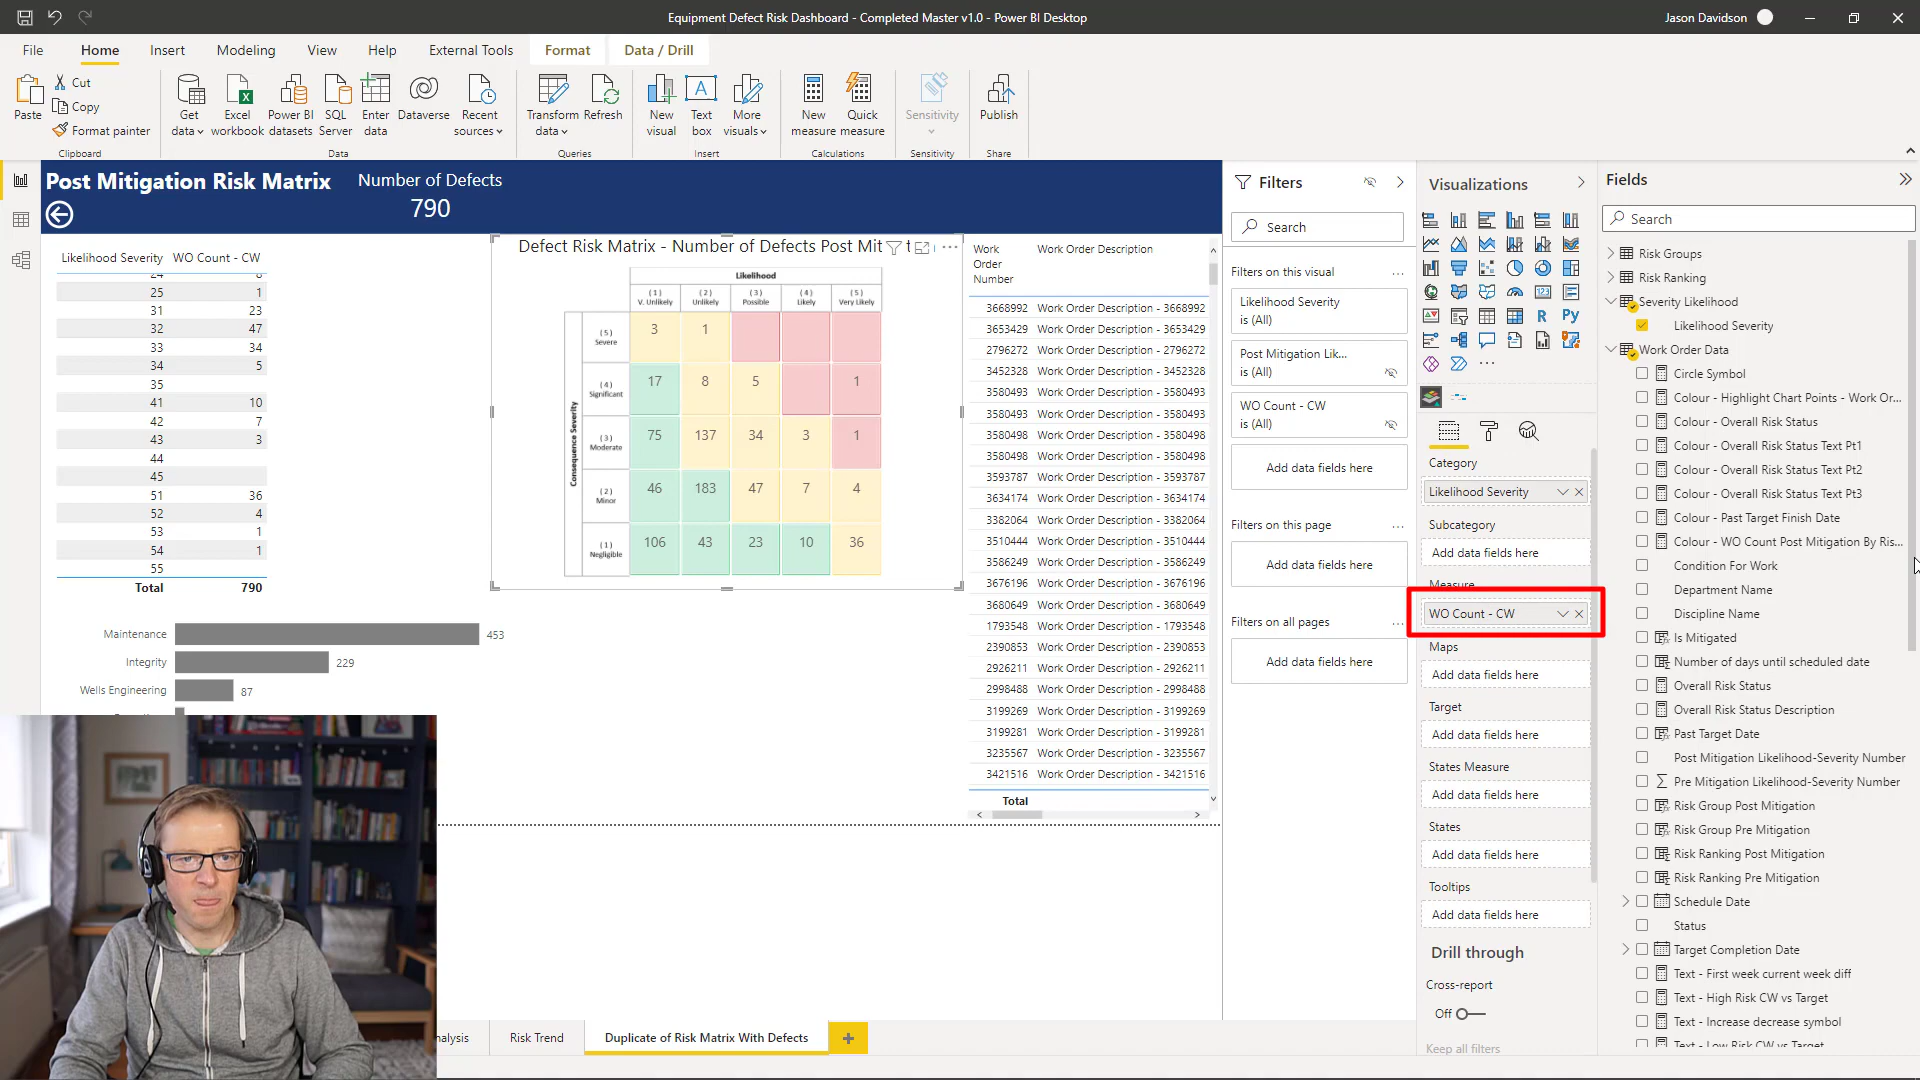 Equipment Defect Risk Dashboard - Completed Master v1.0 - Power BI Desktop
Jason Davidson
File
Home
Insert
Modeling
View
Help
External Tools
Format
Data / Drill
Paste
Cut
Copy
Format painter
Clipboard
Get data
Excel workbook
Power BI datasets
SQL Server
Enter data
Dataverse
Recent sources
Data
Transform data
Refresh
Queries
New visual
Text box
More visuals
Insert
New measure
Quick measure
Calculations
Sensitivity
Sensitivity
Publish
Share
Post Mitigation Risk Matrix
Number of Defects
790
Likelihood Severity WO Count - CW
25 1
31 23
32 47
33 34
34 5
35
41 10
42 7
43 3
44
45
51 36
52 4
53 1
54 1
55
Total 790
Maintenance 453
Integrity 229
Wells Engineering 87
Defect Risk Matrix - Number of Defects Post Mit
Likelihood
(1) V. Unlikely
(2) Unlikely
(3) Possible
(4) Likely
(5) Very Likely
Consequence Severity
(5) Severe 3 1
(4) Significant 17 8 5 1
(3) Moderate 75 137 34 3 1
(2) Minor 46 183 47 7 4
(1) Negligible 106 43 23 10 36
Work Order Number
Work Order Description
3668992 Work Order Description - 3668992
3653429 Work Order Description - 3653429
2796272 Work Order Description - 2796272
3452328 Work Order Description - 3452328
3580493 Work Order Description - 3580493
3580493 Work Order Description - 3580493
3580498 Work Order Description - 3580498
3580498 Work Order Description - 3580498
3593787 Work Order Description - 3593787
3634174 Work Order Description - 3634174
3382064 Work Order Description - 3382064
3510444 Work Order Description - 3510444
3586249 Work Order Description - 3586249
3676196 Work Order Description - 3676196
3680649 Work Order Description - 3680649
1793548 Work Order Description - 1793548
2390853 Work Order Description - 2390853
2926211 Work Order Description - 2926211
2998488 Work Order Description - 2998488
3199269 Work Order Description - 3199269
3199281 Work Order Description - 3199281
3235567 Work Order Description - 3235567
3421516 Work Order Description - 3421516
Total
Filters
Search
Filters on this visual
Likelihood Severity
is (All)
Post Mitigation Lik...
is (All)
WO Count - CW
is (All)
Add data fields here
Filters on this page
Add data fields here
Filters on all pages
Add data fields here
Visualizations
R
Py
Category
Likelihood Severity
Subcategory
Add data fields here
Measure
WO Count - CW
Maps
Add data fields here
Target
Add data fields here
States Measure
Add data fields here
States
Add data fields here
Tooltips
Add data fields here
Drill through
Cross-report
Off
Keep all filters
Fields
Search
Risk Groups
Risk Ranking
Severity Likelihood
Likelihood Severity
Work Order Data
Circle Symbol
Colour - Highlight Chart Points - Work Or...
Colour - Overall Risk Status
Colour - Overall Risk Status Text Pt1
Colour - Overall Risk Status Text Pt2
Colour - Overall Risk Status Text Pt3
Colour - Past Target Finish Date
Colour - WO Count Post Mitigation By Ris...
Condition For Work
Department Name
Discipline Name
Is Mitigated
Number of days until scheduled date
Overall Risk Status
Overall Risk Status Description
Past Target Date
Post Mitigation Likelihood-Severity Number
Pre Mitigation Likelihood-Severity Number
Risk Group Post Mitigation
Risk Group Pre Mitigation
Risk Ranking Post Mitigation
Risk Ranking Pre Mitigation
Schedule Date
Status
Target Completion Date
Text - First week current week diff
Text - High Risk CW vs Target
Text - Increase decrease symbol
Text - Low Risk CW vs Target
nalysis
Risk Trend
Duplicate of Risk Matrix With Defects